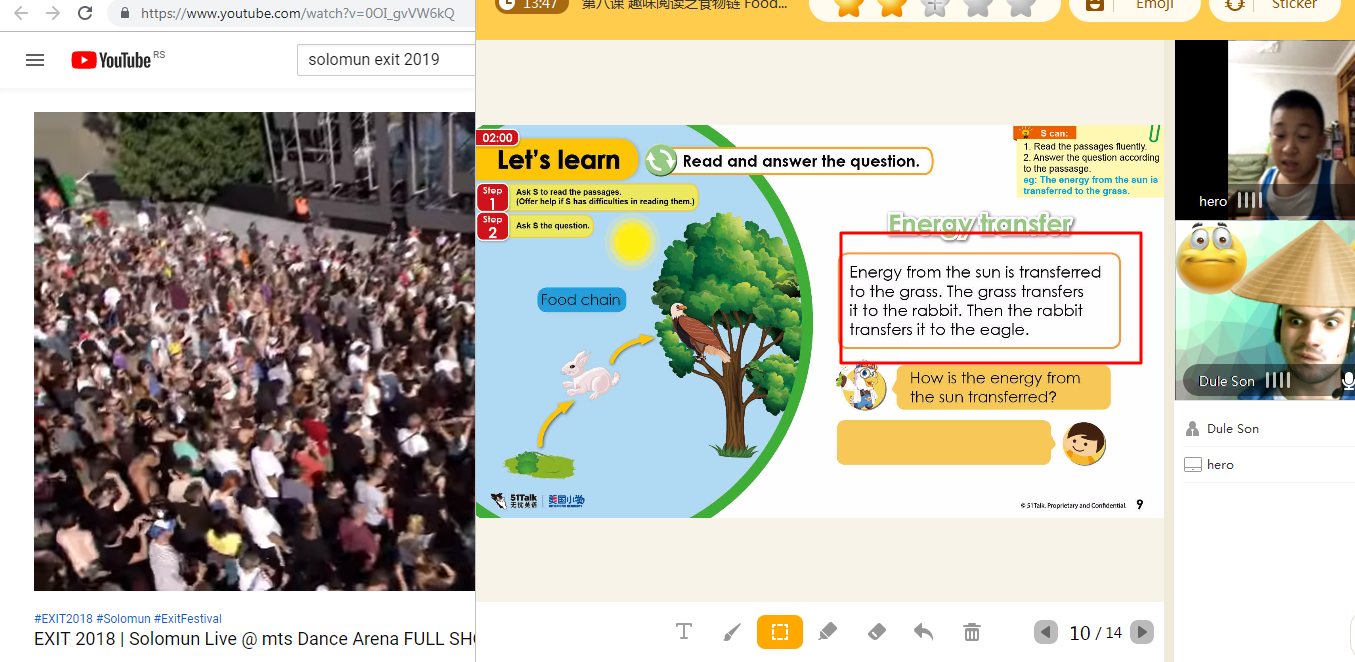 https://www.youtube.com/watch?v=0OI_gvVW6kQ
YouTube RS
solomun exit 2019
#EXIT2018 #Solomun #ExitFestival
EXIT 2018 | Solomun Live @ mts Dance Arena FULL SHO
13:47
第八课 趣味阅读之食物链 Food...
Emoji
Sticker
02:00
Let's learn
Read and answer the question.
Step 1
Ask S to read the passages.
(Offer help if S has difficulties in reading them.)
Step 2
Ask S the question.
S can:
1. Read the passages fluently.
2. Answer the question according
to the passasge.
eg: The energy from the sun is
transferred to the grass.
Food chain
Energy transfer
Energy from the sun is transferred
to the grass. The grass transfers
it to the rabbit. Then the rabbit
transfers it to the eagle.
How is the energy from
the sun transferred?
51Talk
无忧英语
美国小学
© 51Talk. Proprietary and Confidential.
9
T
10 / 14
hero
Dule Son
Dule Son
hero